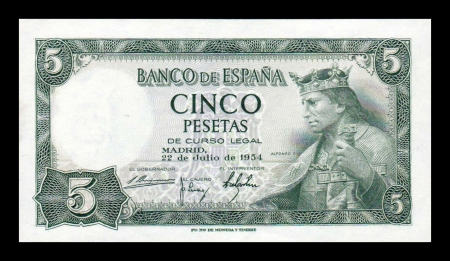 5 5
BANCO DE ESPAÑA
CINCO
PESETAS
DE CURSO LEGAL
MADRID,
22 de Julio de 1954
ALFONSO X
EL GOBERNADOR EL CAJERO EL INTERVENTOR
5 5